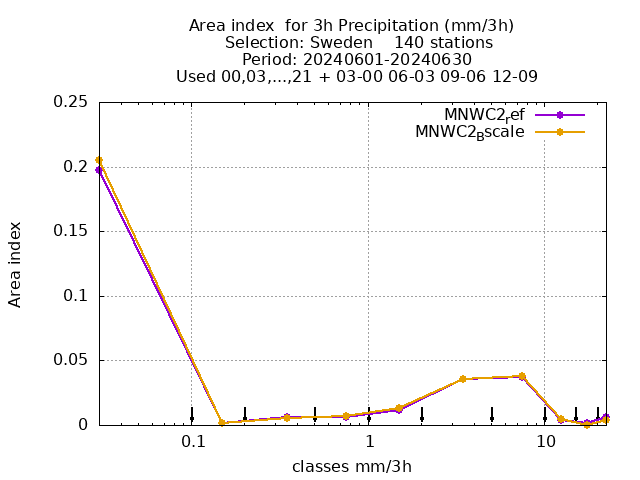 Area index  for 3h Precipitation (mm/3h)
Selection: Sweden    140 stations
Period: 20240601-20240630
Used 00,03,...,21 + 03-00 06-03 09-06 12-09
MNWC2ref
MNWC2Bscale
0.25
0.2
0.15
0.1
0.05
0
Area index
0.1
1
10
classes mm/3h